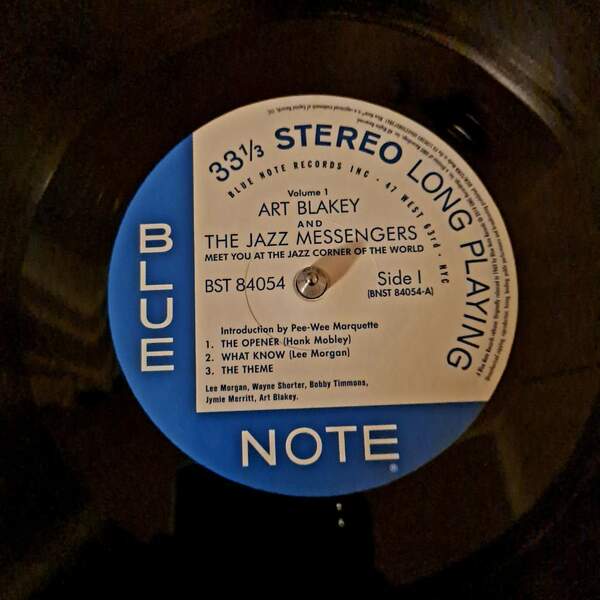 33⅓ STEREO LONG PLAYING
BLUE NOTE RECORDS INC · 47 WEST 63rd · NYC
Volume 1
ART BLAKEY
AND
THE JAZZ MESSENGERS
MEET YOU AT THE JAZZ CORNER OF THE WORLD
BST 84054
Side I
(BNST 84054-A)
Introduction by Pee-Wee Marquette
1. THE OPENER (Hank Mobley)
2. WHAT KNOW (Lee Morgan)
3. THE THEME
Lee Morgan, Wayne Shorter, Bobby Timmons,
Jymie Merritt, Art Blakey.
BLUE
NOTE®